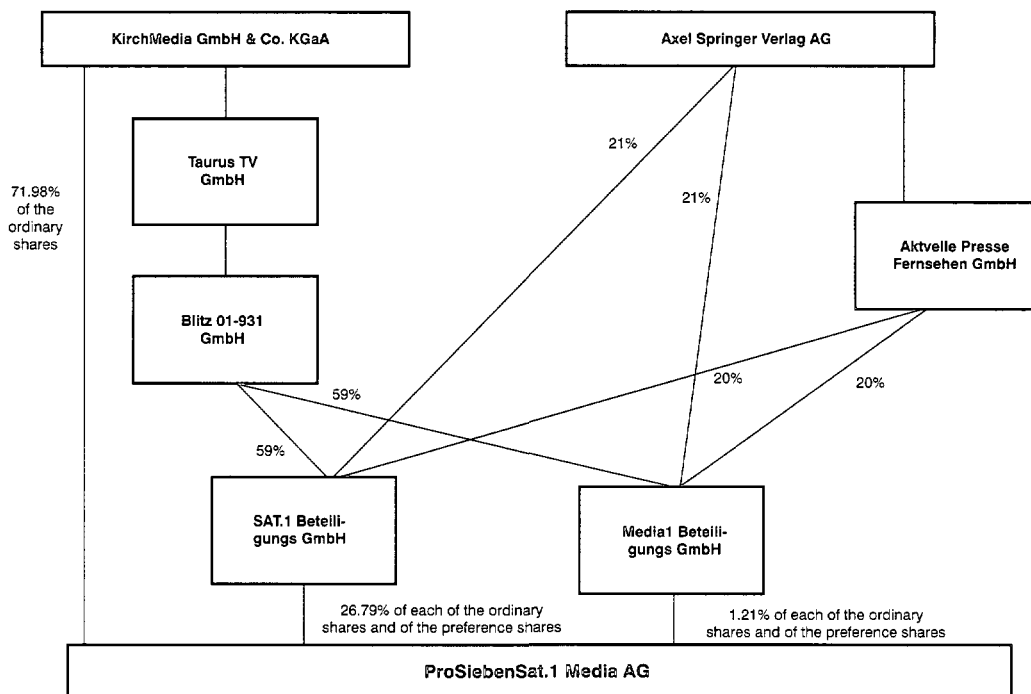 KirchMedia GmbH & Co. KGaA
Axel Springer Verlag AG
Taurus TV
GmbH
21%
71.98%
of the
ordinary
shares
21%
Aktvelle Presse
Fernsehen GmbH
Blitz 01-931
GmbH
59%
20%
20%
59%
SAT.1 Beteili-
gungs GmbH
Media1 Beteili-
gungs GmbH
26.79% of each of the ordinary
shares and of the preference shares
1.21% of each of the ordinary
shares and of the preference shares
ProSiebenSat.1 Media AG